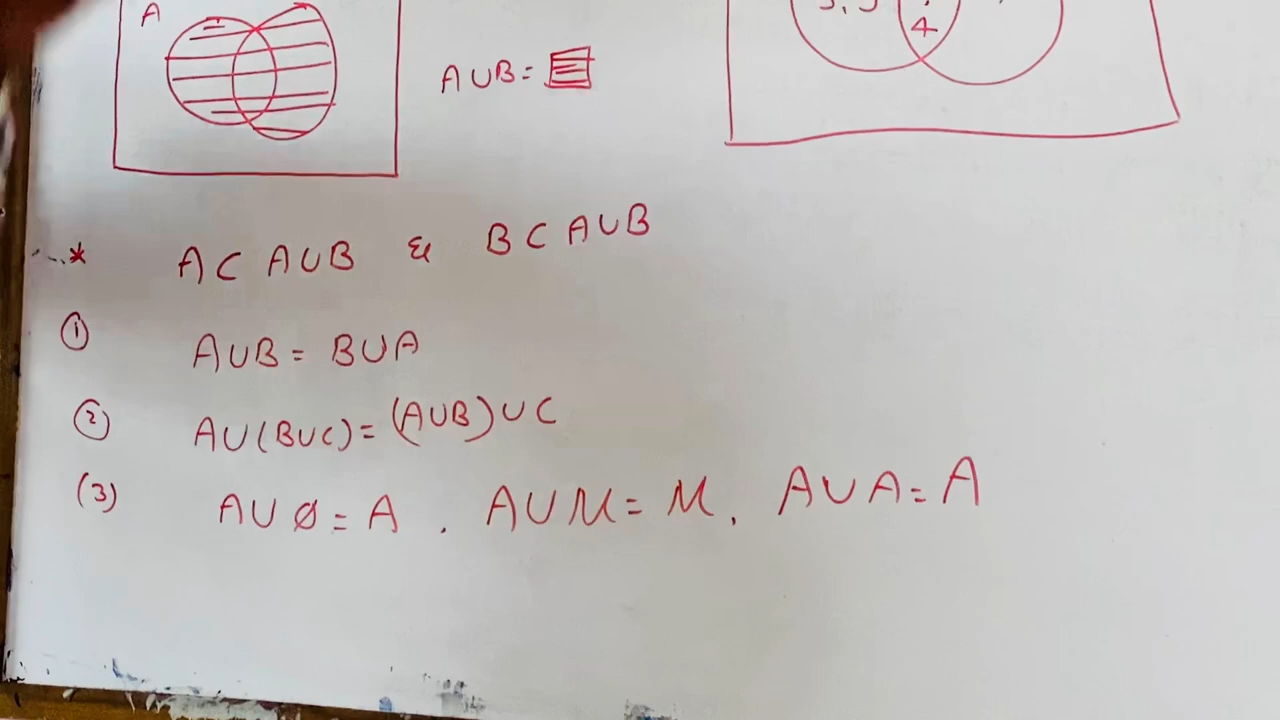 A
4
A∪B=
* A⊂ A∪B & B⊂ A∪B
① A∪B = B∪A
② A∪(B∪C) = (A∪B)∪C
(3) A∪Ø = A . A∪M = M , A∪A = A